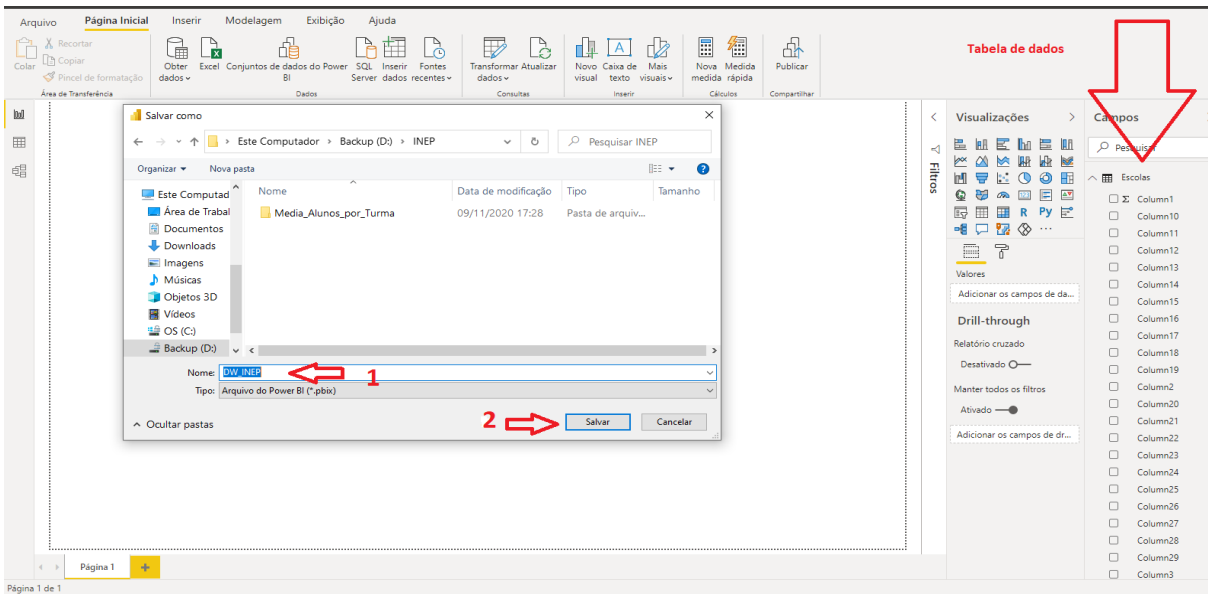 Arquivo Página Inicial Inserir Modelagem Exibição Ajuda
Colar
Recortar
Copiar
Pincel de formatação
Área de Transferência
Obter dados
Excel
Conjuntos de dados do Power BI
SQL Server
Inserir dados
Fontes recentes
Dados
Transformar dados
Atualizar
Consultas
Novo visual
Caixa de texto
Mais visuais
Inserir
Nova medida
Medida rápida
Cálculos
Publicar
Compartilhar
Tabela de dados
Salvar como
Este Computador > Backup (D:) > INEP
Pesquisar INEP
Organizar Nova pasta
Nome Data de modificação Tipo Tamanho
Media_Alunos_por_Turma 09/11/2020 17:28 Pasta de arquiv...
Este Computad
Área de Trabal
Documentos
Downloads
Imagens
Músicas
Objetos 3D
Vídeos
OS (C:)
Backup (D:)
Nome: DW_INEP
1
Tipo: Arquivo do Power BI (*.pbix)
Ocultar pastas
2
Salvar Cancelar
Filtros
Visualizações
R Py
Valores
Adicionar os campos de da...
Drill-through
Relatório cruzado
Desativado
Manter todos os filtros
Ativado
Adicionar os campos de dr...
Campos
Pesquisar
Escolas
Σ Column1
Column10
Column11
Column12
Column13
Column14
Column15
Column16
Column17
Column18
Column19
Column2
Column20
Column21
Column22
Column23
Column24
Column25
Column26
Column27
Column28
Column29
Column3
Página 1
Página 1 de 1